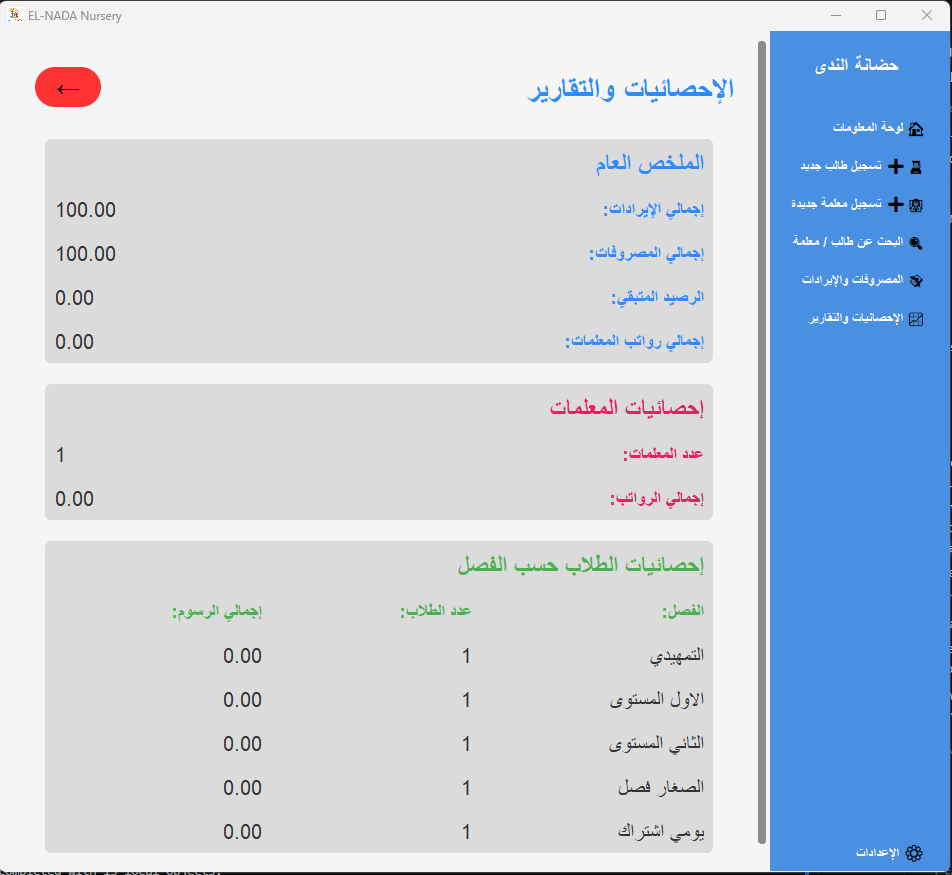 EL-NADA Nursery
حضانة الندى
لوحة المعلومات
تسجيل طالب جديد
تسجيل معلمة جديدة
البحث عن طالب / معلمة
المصروفات والإيرادات
الإحصائيات والتقارير
الإعدادات
الإحصائيات والتقارير
←
الملخص العام
إجمالي الإيرادات: 100.00
إجمالي المصروفات: 100.00
الرصيد المتبقي: 0.00
إجمالي رواتب المعلمات: 0.00
إحصائيات المعلمات
عدد المعلمات: 1
إجمالي الرواتب: 0.00
إحصائيات الطلاب حسب الفصل
الفصل: عدد الطلاب: إجمالي الرسوم:
التمهيدي 1 0.00
الاول المستوى 1 0.00
الثاني المستوى 1 0.00
الصغار فصل 1 0.00
يومي اشتراك 1 0.00